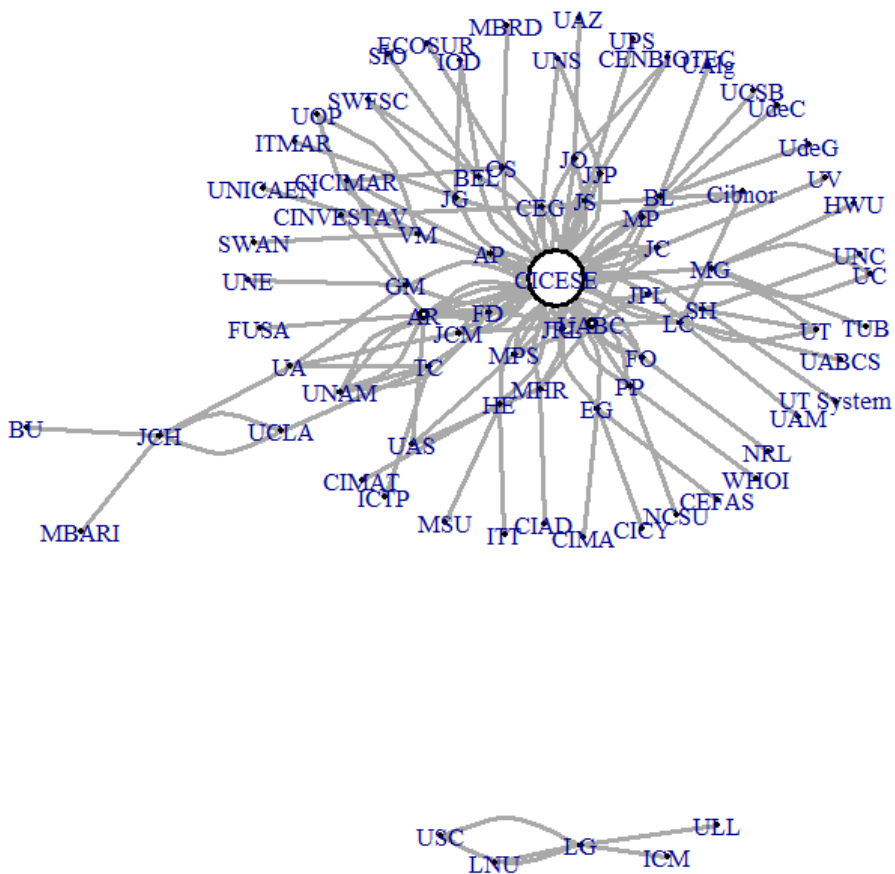 UAZ
MBRD
UPS
ECOSUR
SIO
IOD
UNS
CENBIOTEC
UAlg
UCSB
SWFSC
UdeC
UOP
ITMAR
UdeG
JO
OS
JJP
BEL
UV
CICIMAR
UNICAEN
JG
CEG
JS
BL
Cibnor
HWU
CINVESTAV
MP
VM
SWAN
AP
JC
UNC
MG
UC
UNE
GM
CICESE
JPL
SH
FUSA
AR
FD
UABC
LC
JCM
JRL
UT
TUB
MPS
FO
UABCS
UA
TC
UNAM
MHR
PP
UT System
HE
EG
UAM
BU
JCH
UCLA
UAS
NRL
CIMAT
WHOI
ICTP
CEFAS
MSU
NCSU
MBARI
ITT
CIAD
CIMA
CICY
ULL
USC
LG
LNU
ICM